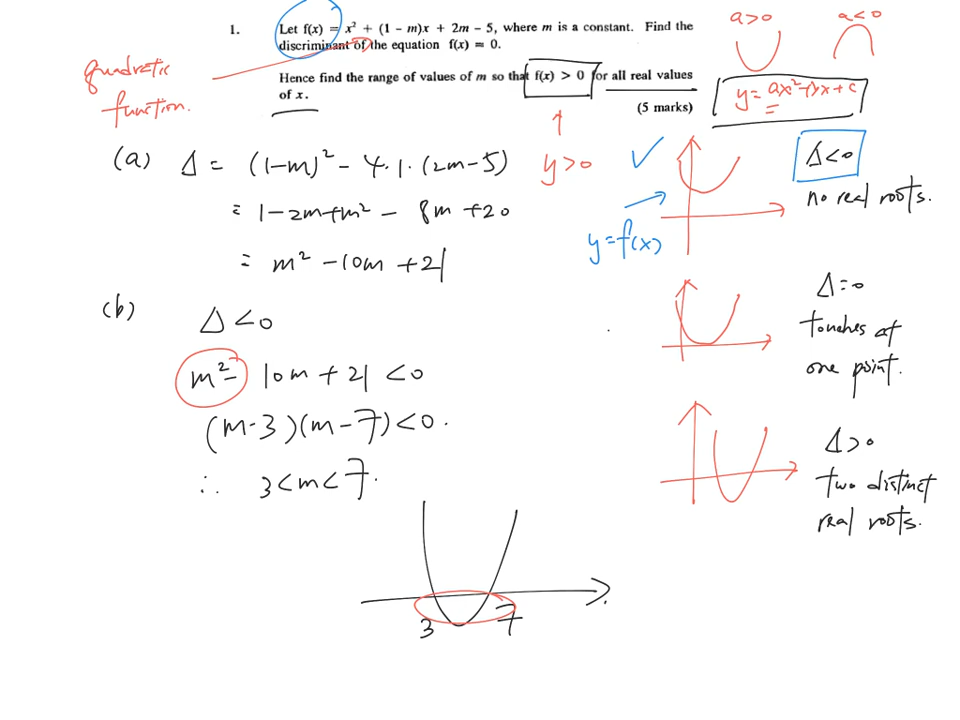 1. Let f(x) = x² + (1 − m)x + 2m − 5, where m is a constant. Find the
discriminant of the equation f(x) = 0.
Hence find the range of values of m so that f(x) > 0 for all real values
of x.
(5 marks)
quadratic
function.
a>0
a<0
y = ax²+bx+c
(a) Δ = (1-m)² - 4·1·(2m-5)
= 1-2m+m² - 8m +20
= m² -10m +21
y>0
y=f(x)
Δ<0
no real roots.
(b) Δ<0
m² - 10m + 21 <0
(m-3)(m-7)<0.
∴ 3<m<7.
Δ=0
touches at
one point.
Δ>0
two distinct
real roots.
3 7